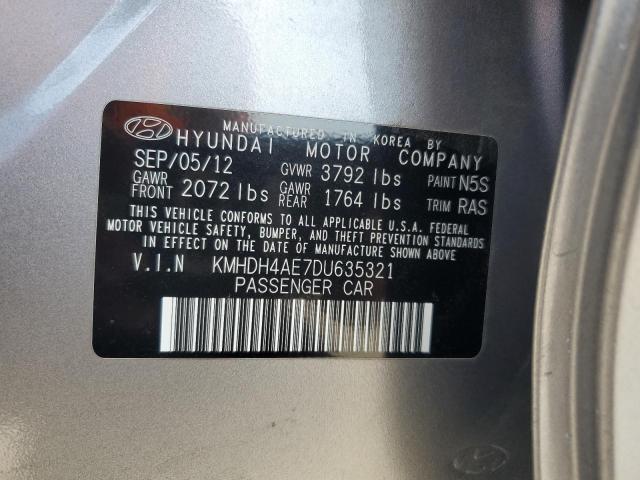 MANUFACTURED IN KOREA BY
HYUNDAI MOTOR COMPANY
SEP/05/12 GVWR 3792 lbs PAINT N5S
GAWR FRONT 2072 lbs GAWR REAR 1764 lbs TRIM RAS
THIS VEHICLE CONFORMS TO ALL APPLICABLE U.S.A. FEDERAL
MOTOR VEHICLE SAFETY, BUMPER, AND THEFT PREVENTION STANDARDS
IN EFFECT ON THE DATE OF MANUFACTURE SHOWN ABOVE.
V.I.N KMHDH4AE7DU635321
PASSENGER CAR